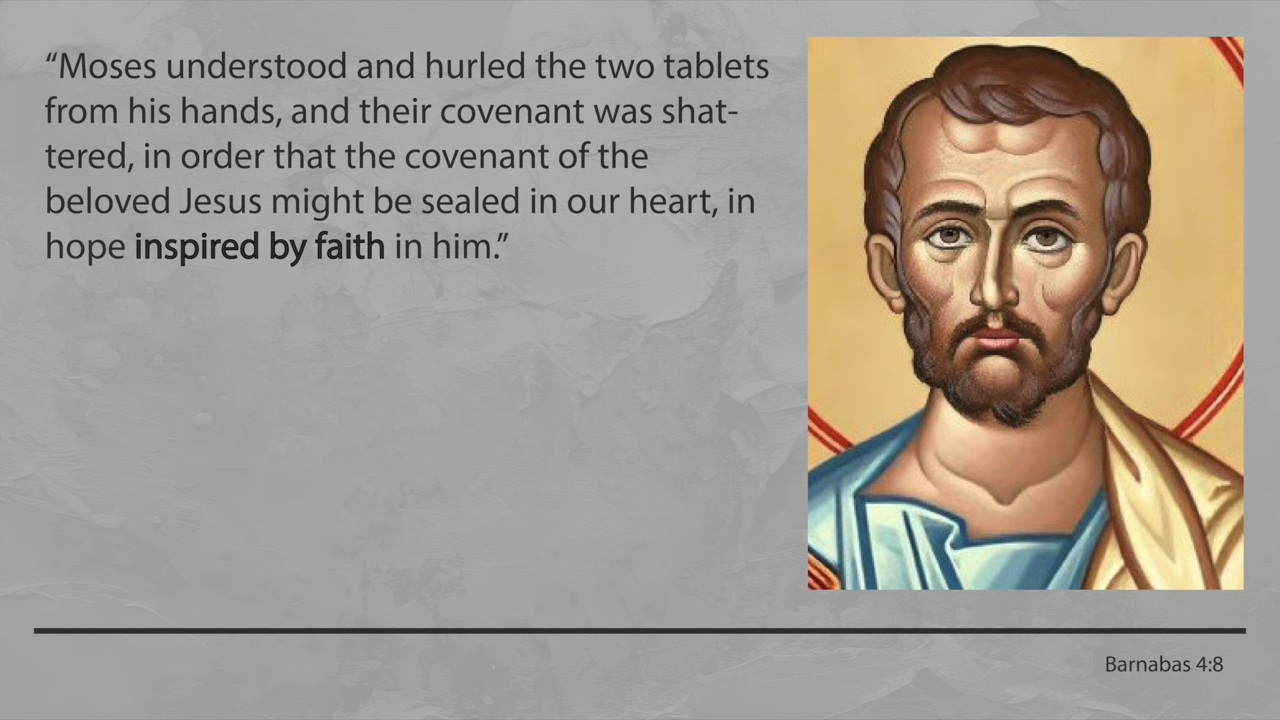 “Moses understood and hurled the two tablets
from his hands, and their covenant was shat-
tered, in order that the covenant of the
beloved Jesus might be sealed in our heart, in
hope inspired by faith in him.”
Barnabas 4:8